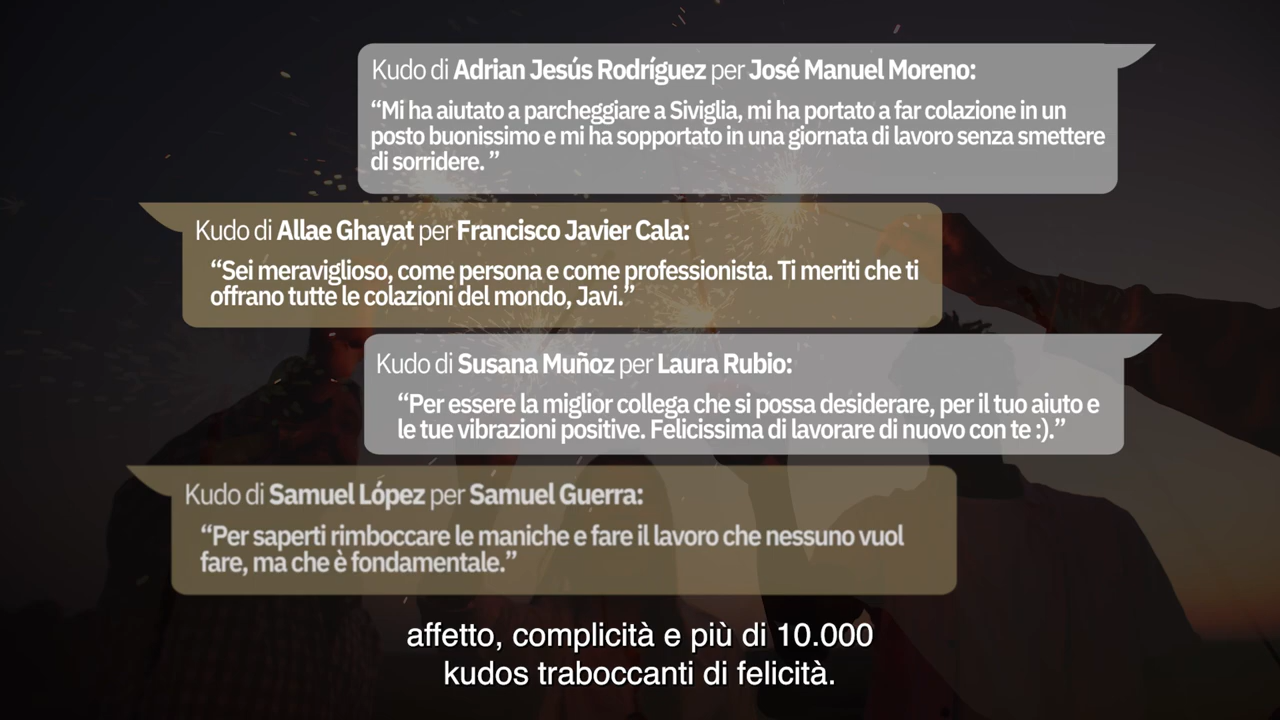 Kudo di Adrian Jesús Rodríguez per José Manuel Moreno:
“Mi ha aiutato a parcheggiare a Siviglia, mi ha portato a far colazione in un
posto buonissimo e mi ha sopportato in una giornata di lavoro senza smettere
di sorridere. ”
Kudo di Allae Ghayat per Francisco Javier Cala:
“Sei meraviglioso, come persona e come professionista. Ti meriti che ti
offrano tutte le colazioni del mondo, Javi.”
Kudo di Susana Muñoz per Laura Rubio:
“Per essere la miglior collega che si possa desiderare, per il tuo aiuto e
le tue vibrazioni positive. Felicissima di lavorare di nuovo con te :).”
Kudo di Samuel López per Samuel Guerra:
“Per saperti rimboccare le maniche e fare il lavoro che nessuno vuol
fare, ma che è fondamentale.”
affetto, complicità e più di 10.000
kudos traboccanti di felicità.